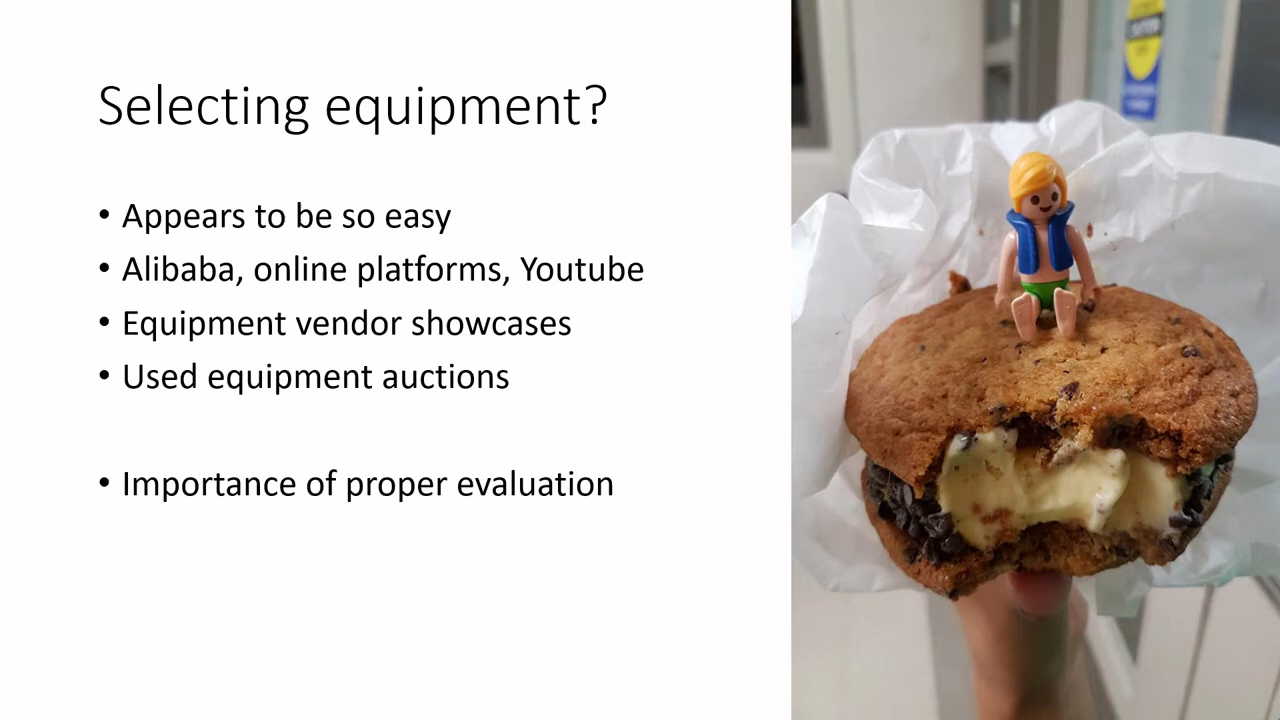 Selecting equipment?
• Appears to be so easy
• Alibaba, online platforms, Youtube
• Equipment vendor showcases
• Used equipment auctions
• Importance of proper evaluation